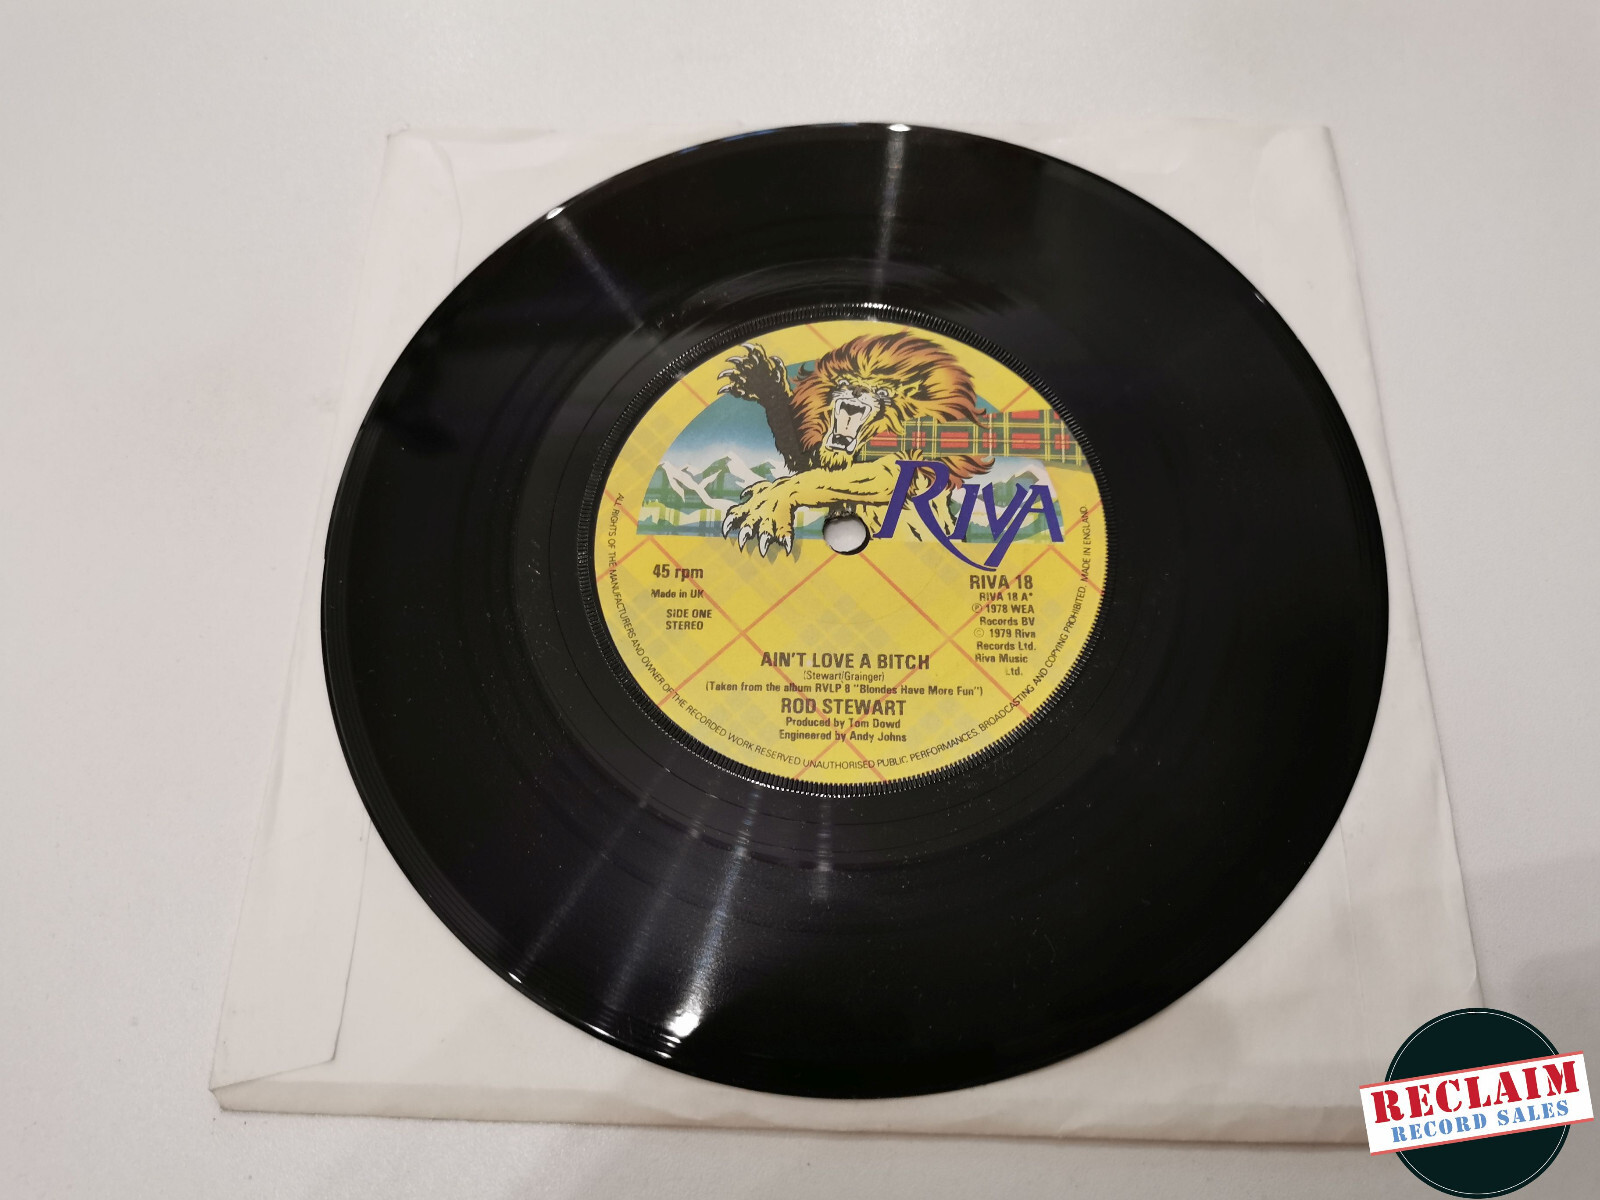 RIVA
45 rpm
Made in UK
SIDE ONE
STEREO
RIVA 18
RIVA 18 A*
Ⓟ 1978 WEA
Records BV
© 1979 Riva
Records Ltd.
Riva Music
Ltd.
AIN'T LOVE A BITCH
(Stewart/Grainger)
(Taken from the album RVLP 8 "Blondes Have More Fun")
ROD STEWART
Produced by Tom Dowd
Engineered by Andy Johns
ALL RIGHTS OF THE MANUFACTURERS AND OWNER OF THE RECORDED WORK RESERVED UNAUTHORISED PUBLIC PERFORMANCES. BROADCASTING AND COPYING PROHIBITED. MADE IN ENGLAND
RECLAIM
RECORD SALES